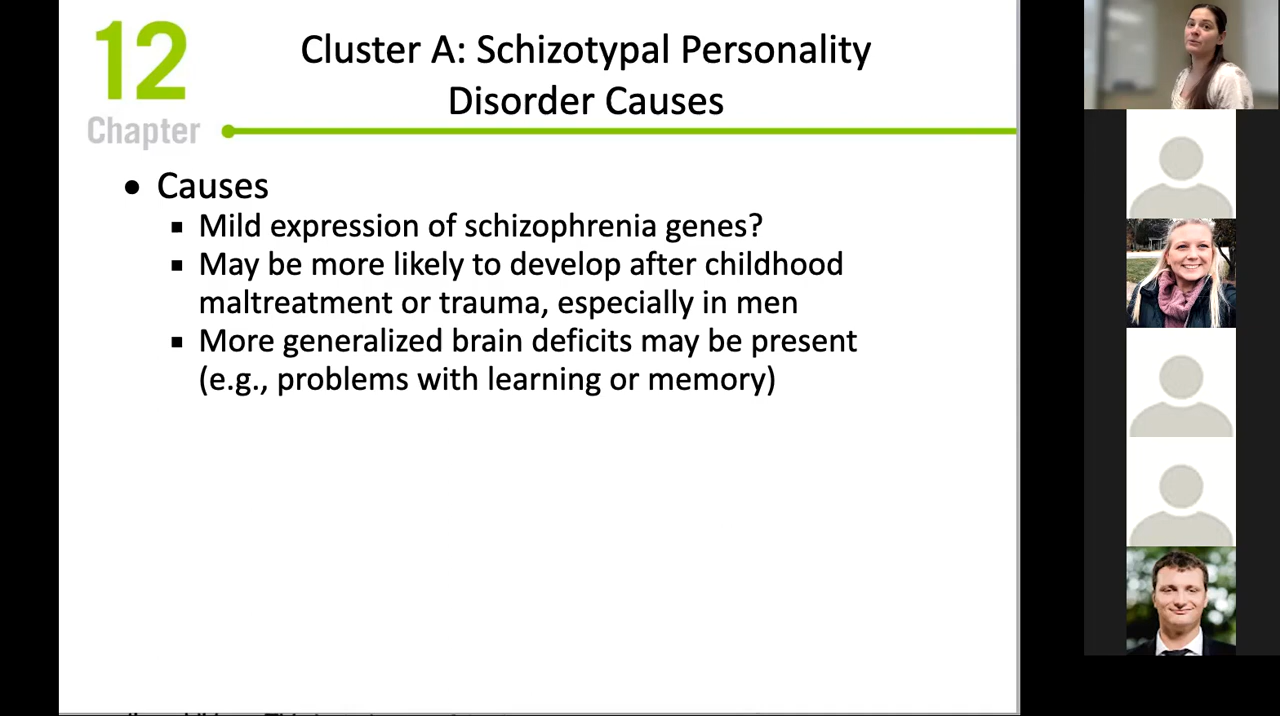 12
Chapter
Cluster A: Schizotypal Personality
Disorder Causes
• Causes
▪ Mild expression of schizophrenia genes?
▪ May be more likely to develop after childhood
maltreatment or trauma, especially in men
▪ More generalized brain deficits may be present
(e.g., problems with learning or memory)